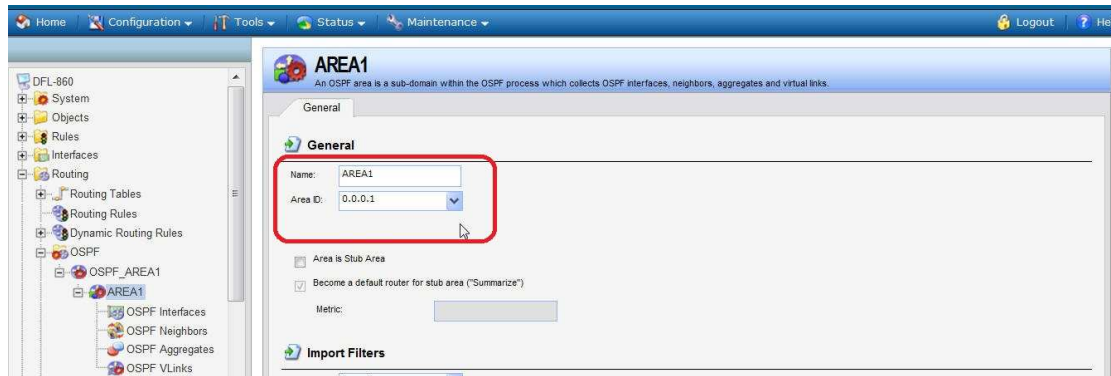 Home Configuration Tools Status Maintenance Logout
DFL-860
System
Objects
Rules
Interfaces
Routing
Routing Tables
Routing Rules
Dynamic Routing Rules
OSPF
OSPF_AREA1
AREA1
OSPF Interfaces
OSPF Neighbors
OSPF Aggregates
OSPF VLinks
AREA1
An OSPF area is a sub-domain within the OSPF process which collects OSPF interfaces, neighbors, aggregates and virtual links.
General
General
Name: AREA1
Area ID: 0.0.0.1
Area is Stub Area
Become a default router for stub area ("Summarize")
Metric:
Import Filters